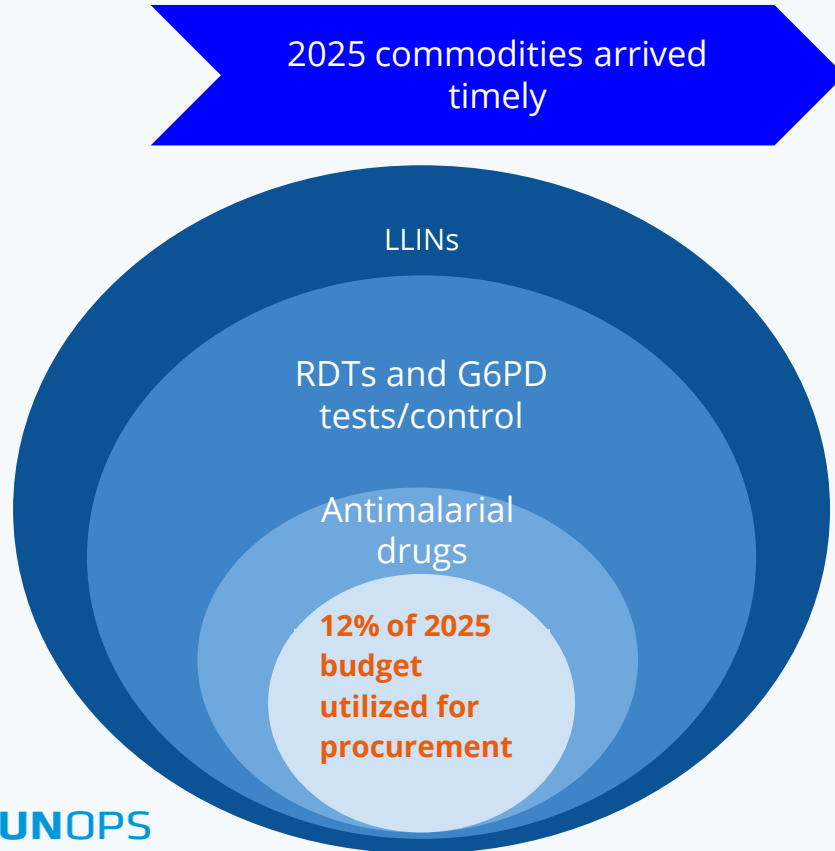 2025 commodities arrived
timely
LLINs
RDTs and G6PD
tests/control
Antimalarial
drugs
12% of 2025
budget
utilized for
procurement
UNOPS